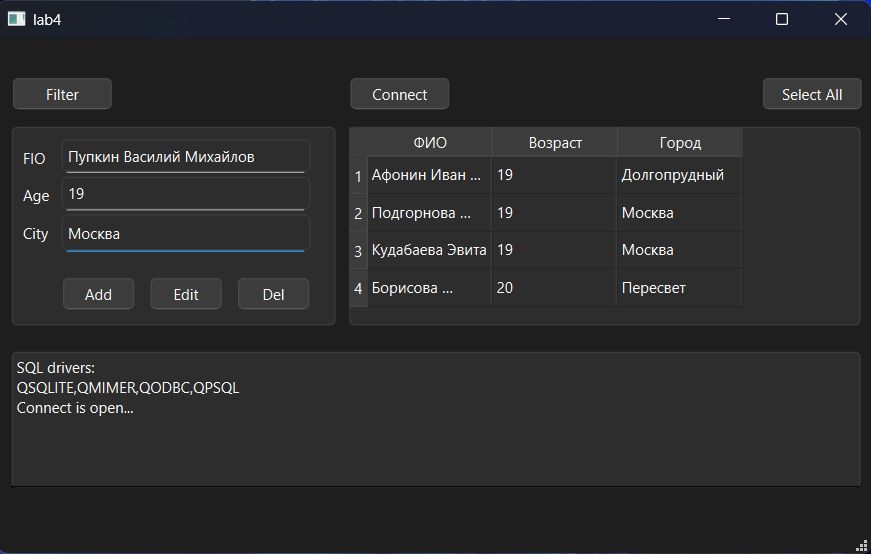 lab4
Filter
Connect
Select All
FIO Пупкин Василий Михайлов
Age 19
City Москва
Add Edit Del
ФИО Возраст Город
1 Афонин Иван ... 19 Долгопрудный
2 Подгорнова ... 19 Москва
3 Кудабаева Эвита 19 Москва
4 Борисова ... 20 Пересвет
SQL drivers:
QSQLITE,QMIMER,QODBC,QPSQL
Connect is open...